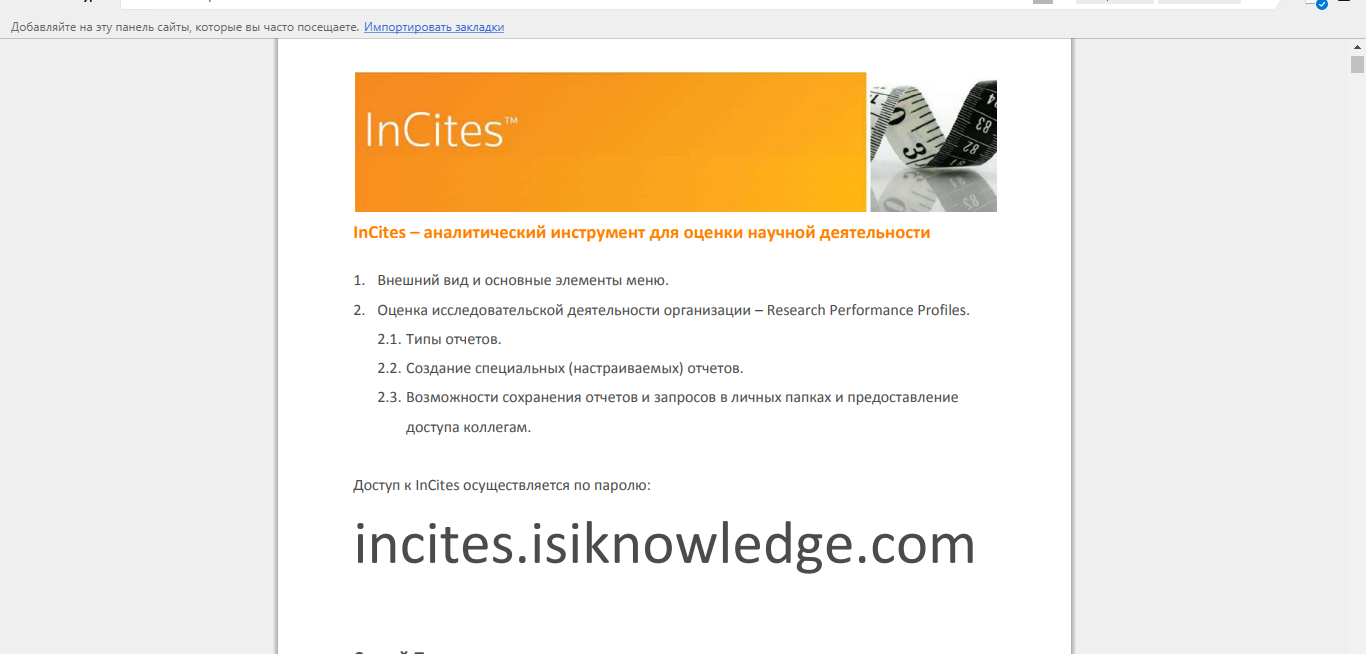 Добавляйте на эту панель сайты, которые вы часто посещаете. Импортировать закладки
InCites™
InCites – аналитический инструмент для оценки научной деятельности
1. Внешний вид и основные элементы меню.
2. Оценка исследовательской деятельности организации – Research Performance Profiles.
2.1. Типы отчетов.
2.2. Создание специальных (настраиваемых) отчетов.
2.3. Возможности сохранения отчетов и запросов в личных папках и предоставление
доступа коллегам.
Доступ к InCites осуществляется по паролю:
incites.isiknowledge.com